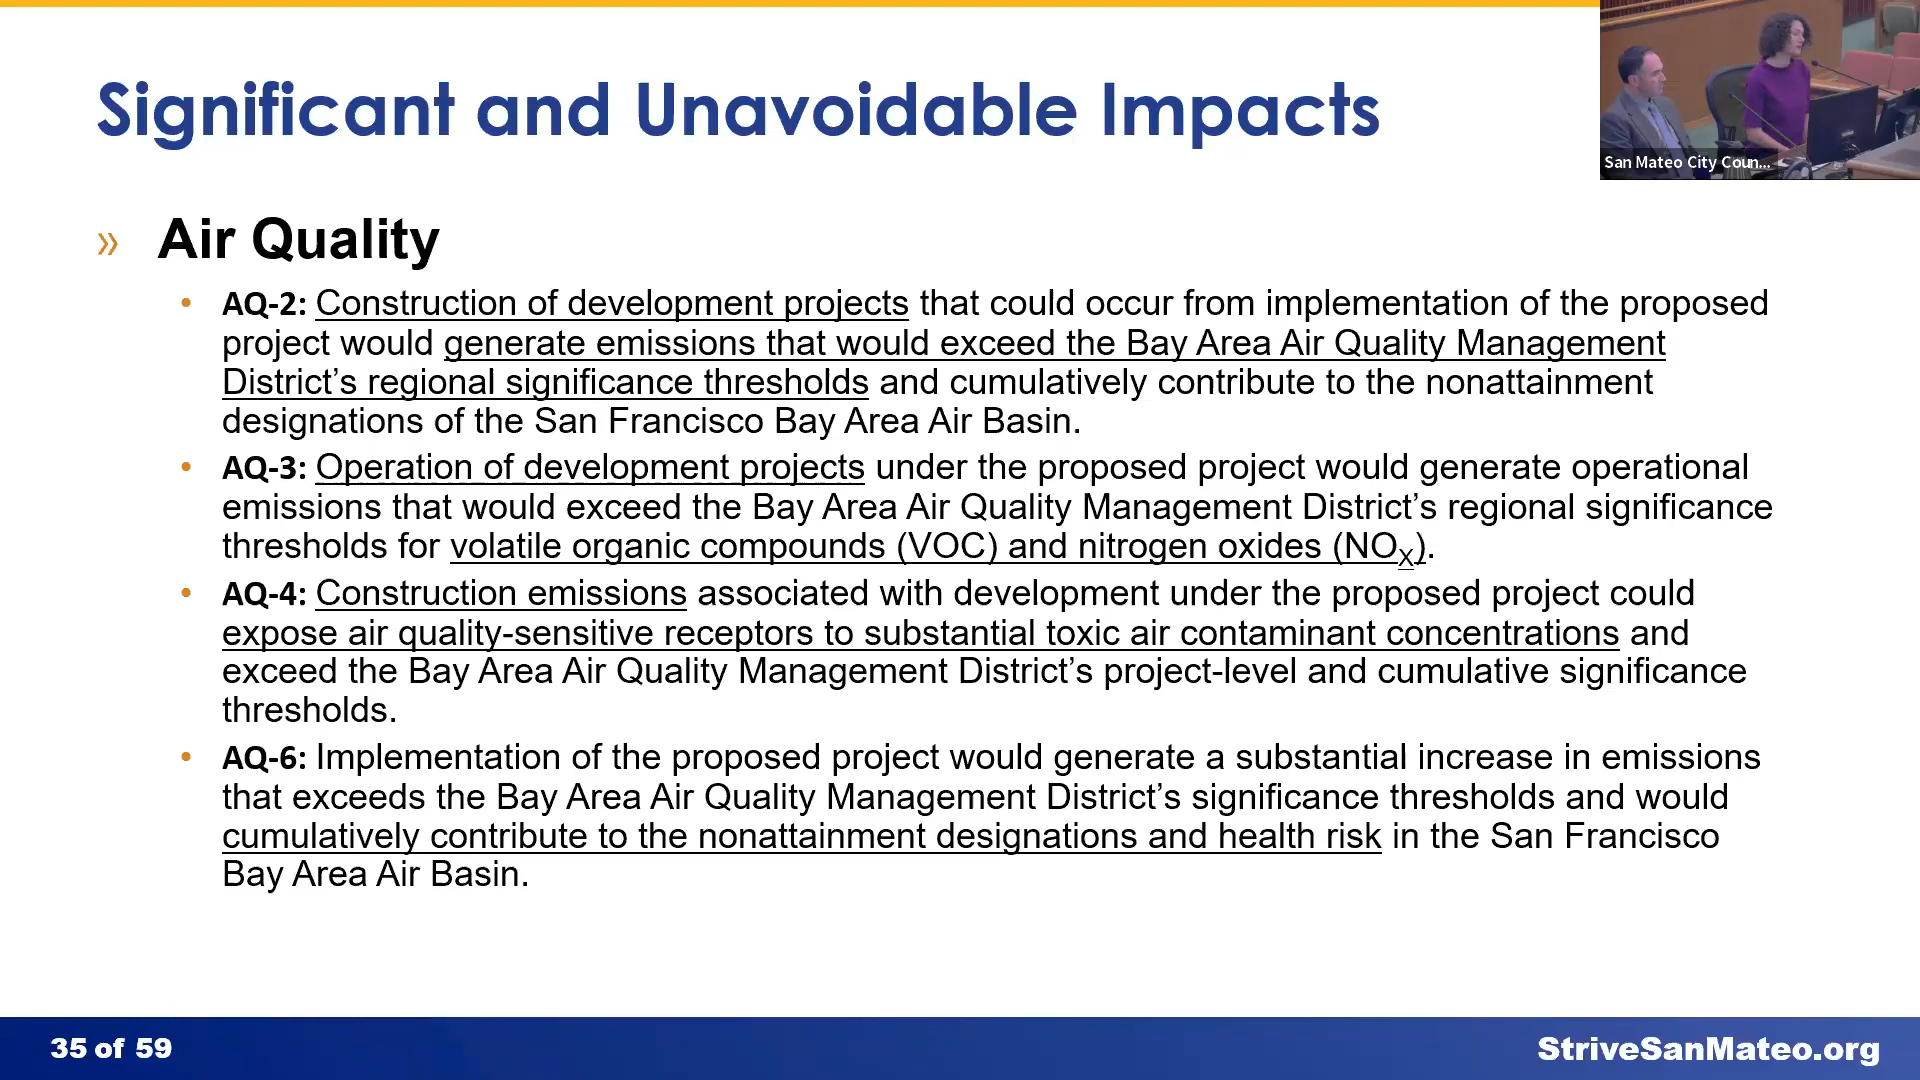 Significant and Unavoidable Impacts
San Mateo City Coun...
» Air Quality
• AQ-2: Construction of development projects that could occur from implementation of the proposed
project would generate emissions that would exceed the Bay Area Air Quality Management
District’s regional significance thresholds and cumulatively contribute to the nonattainment
designations of the San Francisco Bay Area Air Basin.
• AQ-3: Operation of development projects under the proposed project would generate operational
emissions that would exceed the Bay Area Air Quality Management District’s regional significance
thresholds for volatile organic compounds (VOC) and nitrogen oxides (NOX).
• AQ-4: Construction emissions associated with development under the proposed project could
expose air quality-sensitive receptors to substantial toxic air contaminant concentrations and
exceed the Bay Area Air Quality Management District’s project-level and cumulative significance
thresholds.
• AQ-6: Implementation of the proposed project would generate a substantial increase in emissions
that exceeds the Bay Area Air Quality Management District’s significance thresholds and would
cumulatively contribute to the nonattainment designations and health risk in the San Francisco
Bay Area Air Basin.
35 of 59
StriveSanMateo.org